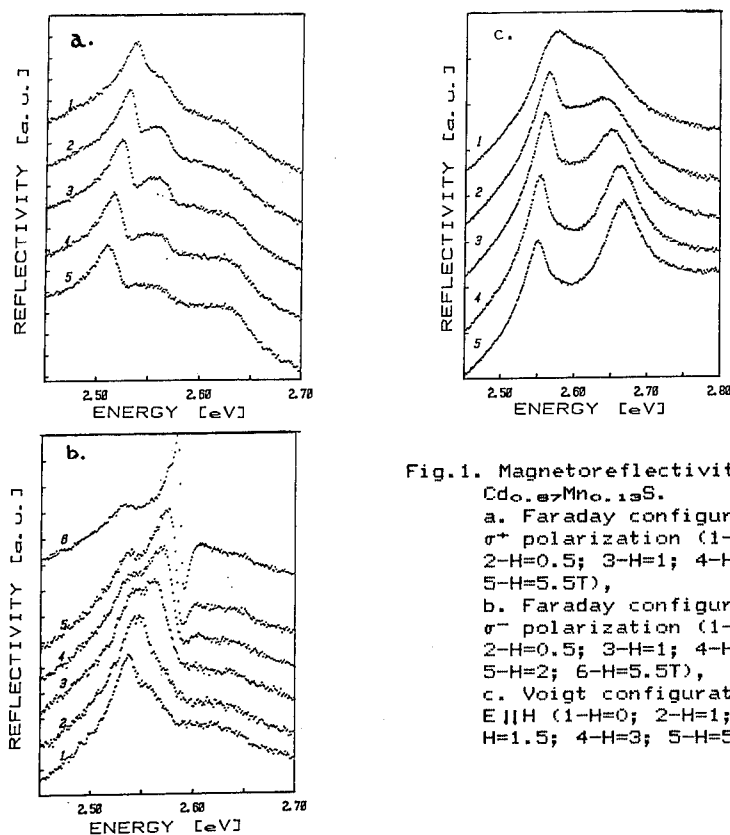 a.
REFLECTIVITY [a. u.]
1
2
3
4
5
2.50 2.60 2.70
ENERGY [eV]
c.
REFLECTIVITY [a. u.]
1
2
3
4
5
2.50 2.60 2.70 2.80
ENERGY [eV]
b.
REFLECTIVITY [a. u.]
6
5
4
3
2
1
2.50 2.60 2.70
ENERGY [eV]
Fig.1. Magnetoreflectivit
Cd0.87Mn0.13S.
a. Faraday configur
σ+ polarization (1-
2-H=0.5; 3-H=1; 4-H
5-H=5.5T),
b. Faraday configur
σ- polarization (1-
2-H=0.5; 3-H=1; 4-H
5-H=2; 6-H=5.5T),
c. Voigt configurat
E||H (1-H=0; 2-H=1;
H=1.5; 4-H=3; 5-H=5